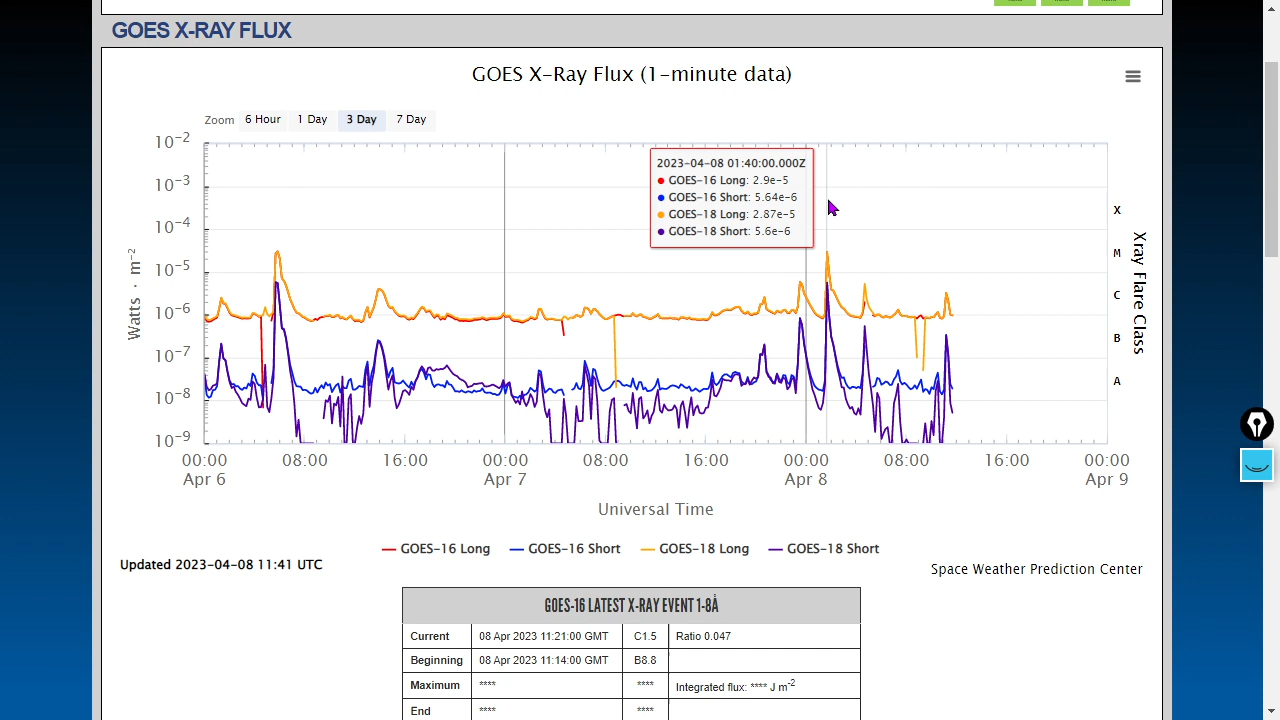 GOES X-RAY FLUX
GOES X-Ray Flux (1-minute data)
Zoom 6 Hour 1 Day 3 Day 7 Day
10-2
10-3
10-4
10-5
10-6
10-7
10-8
10-9
Watts · m-2
2023-04-08 01:40:00.000Z
GOES-16 Long: 2.9e-5
GOES-16 Short: 5.64e-6
GOES-18 Long: 2.87e-5
GOES-18 Short: 5.6e-6
X
M
C
B
A
Xray Flare Class
00:00 08:00 16:00 00:00 08:00 16:00 00:00 08:00 16:00 00:00
Apr 6 Apr 7 Apr 8 Apr 9
Universal Time
GOES-16 Long GOES-16 Short GOES-18 Long GOES-18 Short
Updated 2023-04-08 11:41 UTC
Space Weather Prediction Center
GOES-16 LATEST X-RAY EVENT 1-8Å
Current 08 Apr 2023 11:21:00 GMT C1.5 Ratio 0.047
Beginning 08 Apr 2023 11:14:00 GMT B8.8
Maximum **** **** Integrated flux: **** J m-2
End **** ****